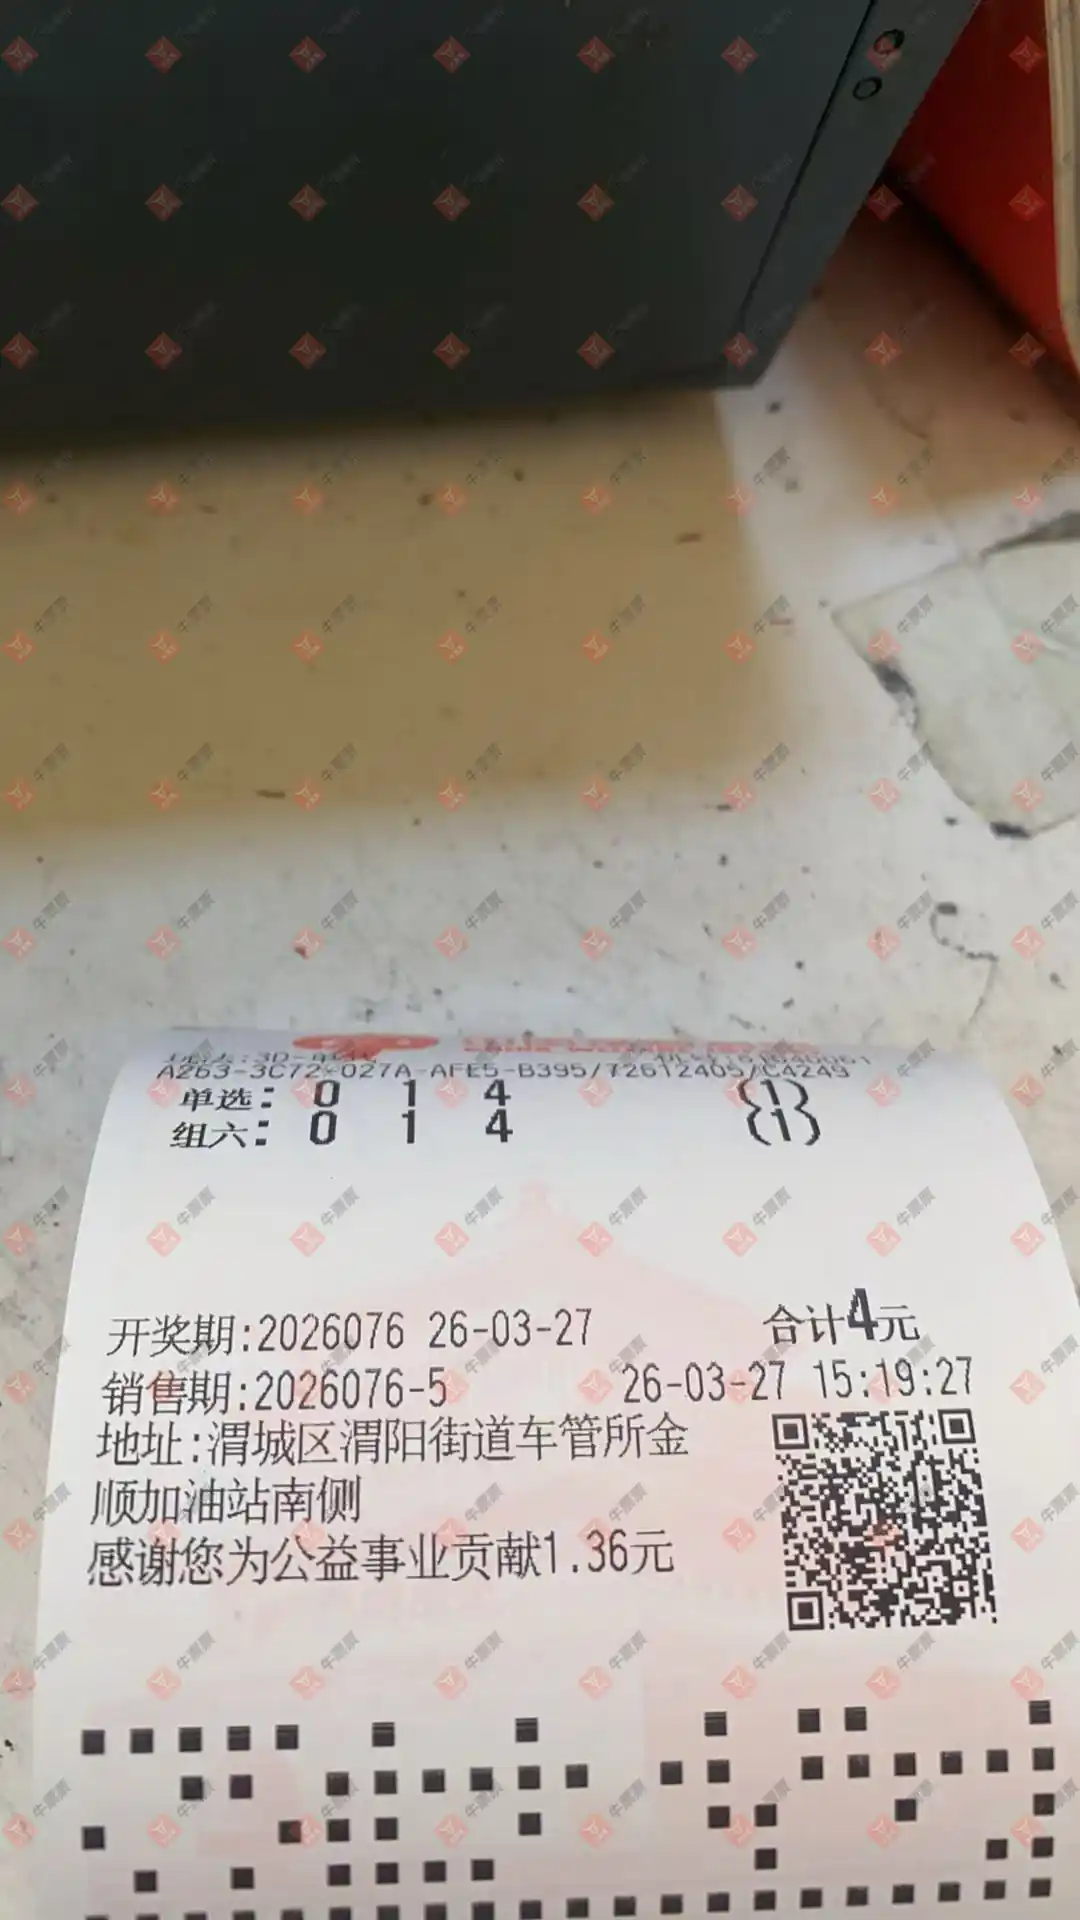 A263-3C72-027A-AFE5-B395/72612405/C4249
单选: 0 1 4 (1)
组六: 0 1 4 (1)
开奖期:2026076 26-03-27 合计4元
销售期:2026076-5 26-03-27 15:19:27
地址:渭城区渭阳街道车管所金
顺加油站南侧
感谢您为公益事业贡献1.36元
牛票票